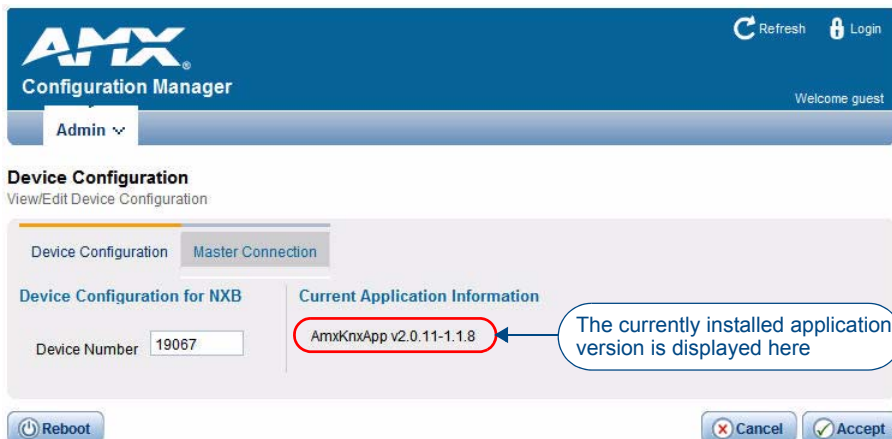 Refresh Login
AMX®
Configuration Manager
Welcome guest
Admin
Device Configuration
View/Edit Device Configuration
Device Configuration Master Connection
Device Configuration for NXB Current Application Information
Device Number 19067 AmxKnxApp v2.0.11-1.1.8
The currently installed application
version is displayed here
Reboot Cancel Accept